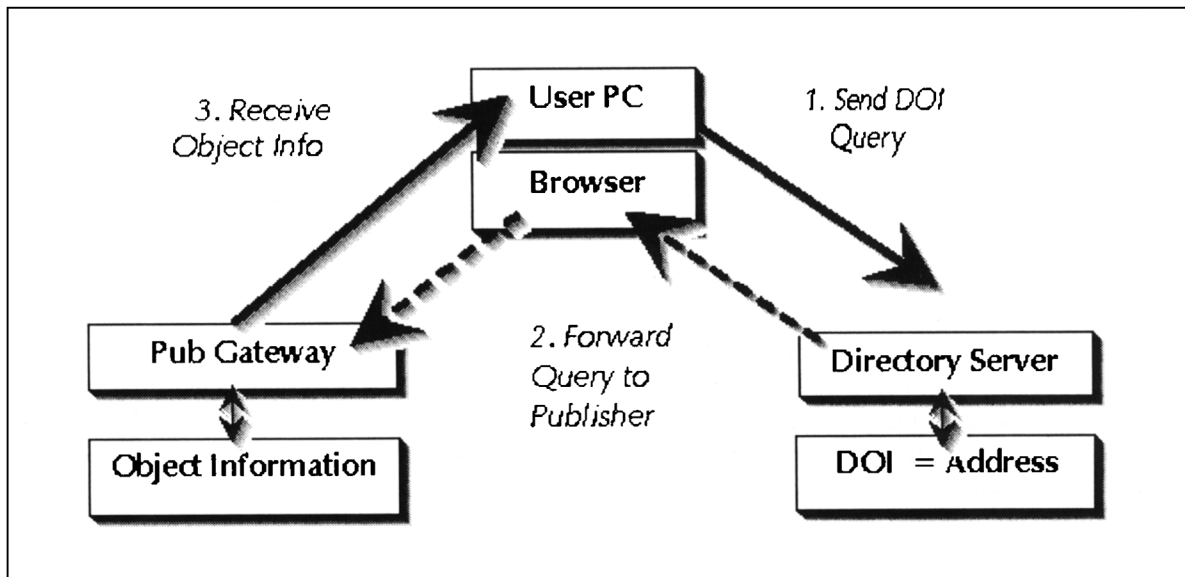 3. Receive
Object Info
User PC
Browser
1. Send DOI
Query
2. Forward
Query to
Publisher
Pub Gateway
Object Information
Directory Server
DOI = Address